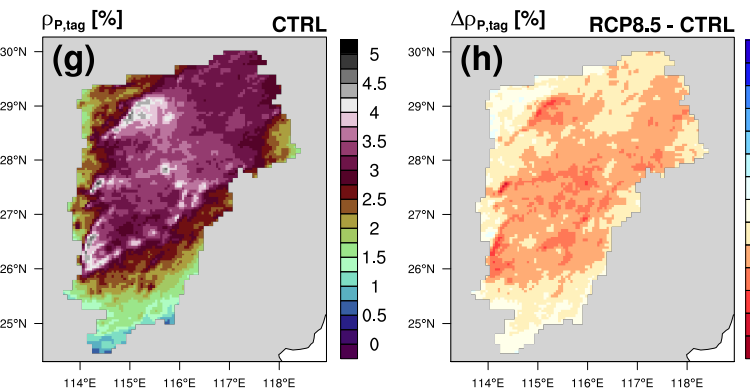 ρP,tag [%] CTRL
(g)
30°N
29°N
28°N
27°N
26°N
25°N
114°E 115°E 116°E 117°E 118°E
5
4.5
4
3.5
3
2.5
2
1.5
1
0.5
0
ΔρP,tag [%] RCP8.5 - CTRL
(h)
30°N
29°N
28°N
27°N
26°N
25°N
114°E 115°E 116°E 117°E 118°E